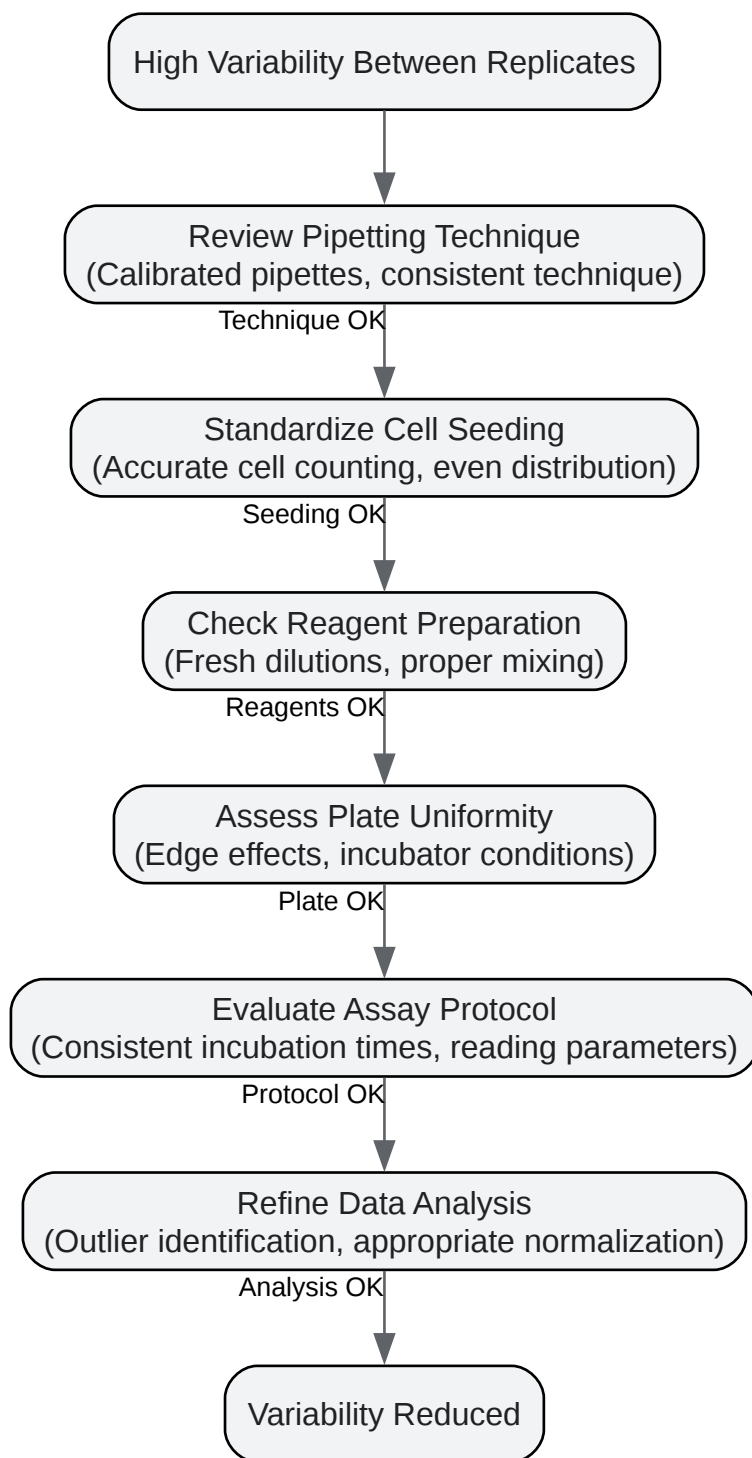 High Variability Between Replicates
Review Pipetting Technique
(Calibrated pipettes, consistent technique)
Technique OK
Standardize Cell Seeding
(Accurate cell counting, even distribution)
Seeding OK
Check Reagent Preparation
(Fresh dilutions, proper mixing)
Reagents OK
Assess Plate Uniformity
(Edge effects, incubator conditions)
Plate OK
Evaluate Assay Protocol
(Consistent incubation times, reading parameters)
Protocol OK
Refine Data Analysis
(Outlier identification, appropriate normalization)
Analysis OK
Variability Reduced